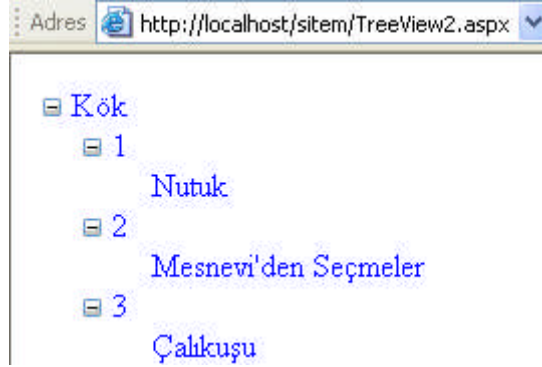 Adres http://localhost/sitem/TreeView2.aspx
Kök
1
Nutuk
2
Mesnevi'den Seçmeler
3
Çalıkuşu